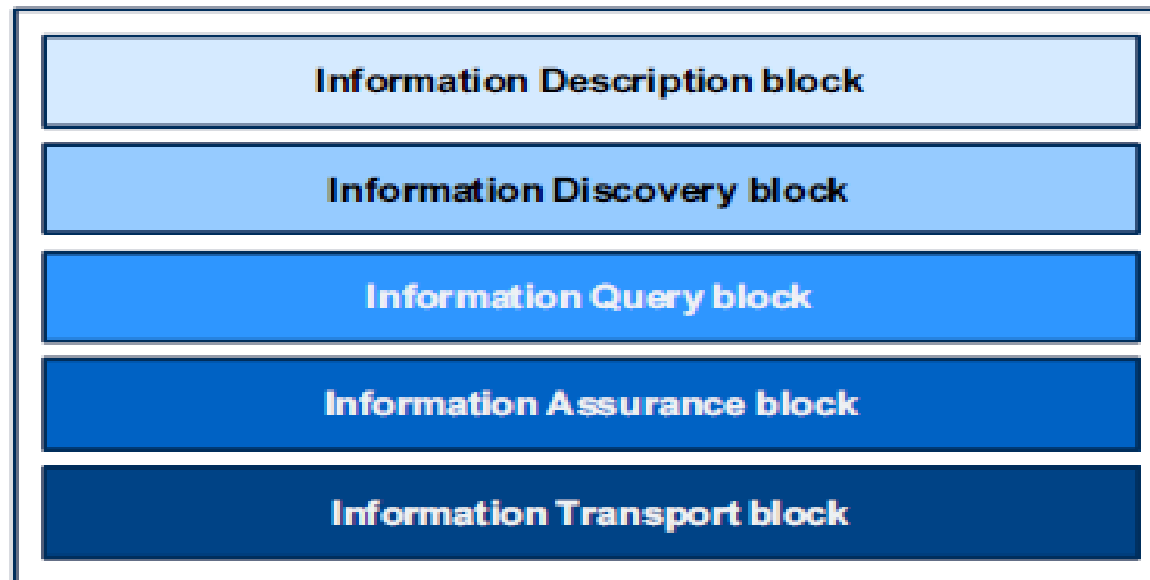 Information Description block
Information Discovery block
Information Query block
Information Assurance block
Information Transport block